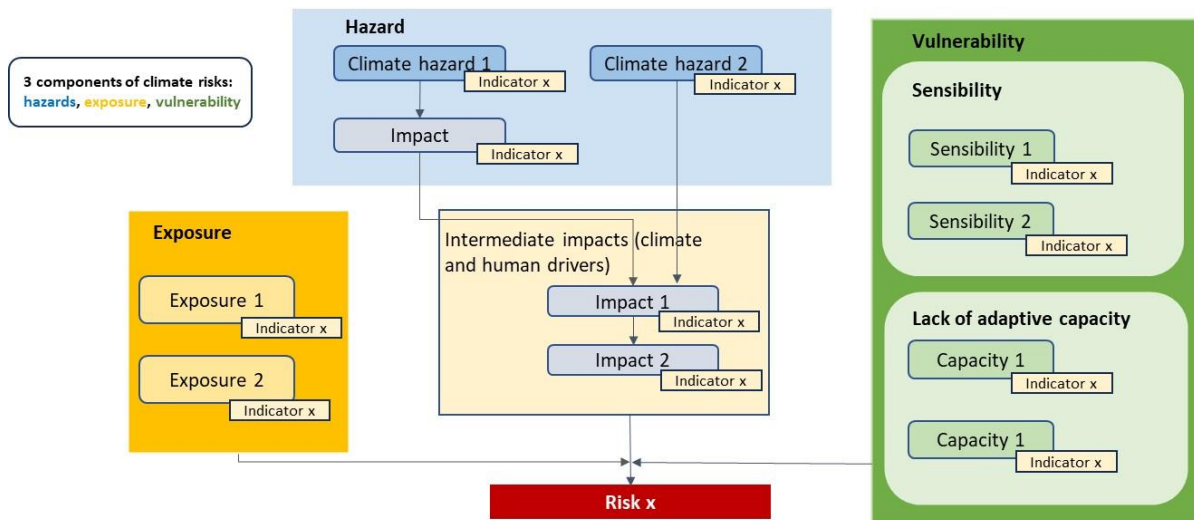 3 components of climate risks:
hazards, exposure, vulnerability
Hazard
Climate hazard 1
Indicator x
Climate hazard 2
Indicator x
Impact
Indicator x
Exposure
Exposure 1
Indicator x
Exposure 2
Indicator x
Intermediate impacts (climate
and human drivers)
Impact 1
Indicator x
Impact 2
Indicator x
Vulnerability
Sensibility
Sensibility 1
Indicator x
Sensibility 2
Indicator x
Lack of adaptive capacity
Capacity 1
Indicator x
Capacity 1
Indicator x
Risk x